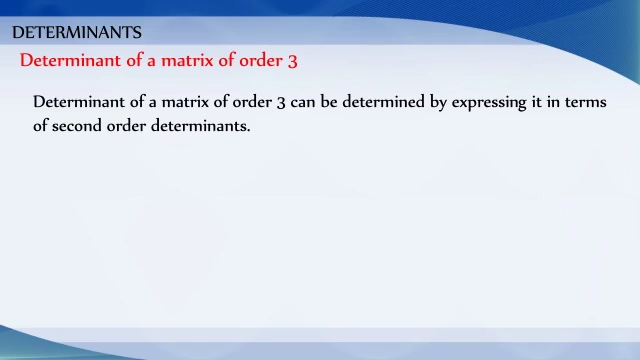 DETERMINANTS
Determinant of a matrix of order 3
Determinant of a matrix of order 3 can be determined by expressing it in terms
of second order determinants.